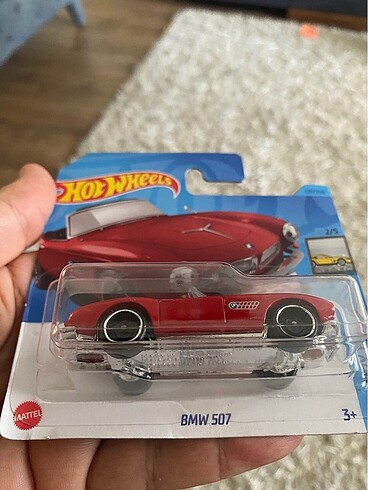 HOT WHEELS
2/5
BMW 507
MATTEL
3+